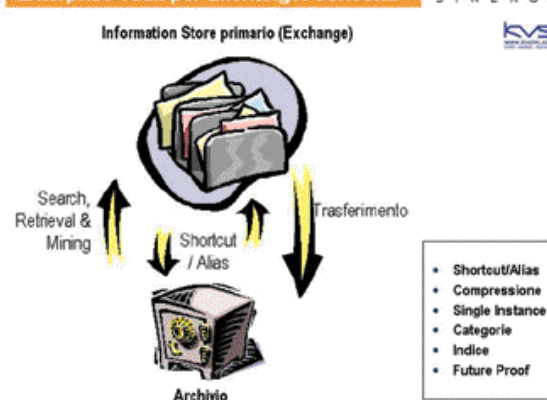 Information Store primario (Exchange)
Search,
Retrieval &
Mining
Shortcut
/ Alias
Trasferimento
Archivio
• Shortcut/Alias
• Compressione
• Single Instance
• Categorie
• Indice
• Future Proof